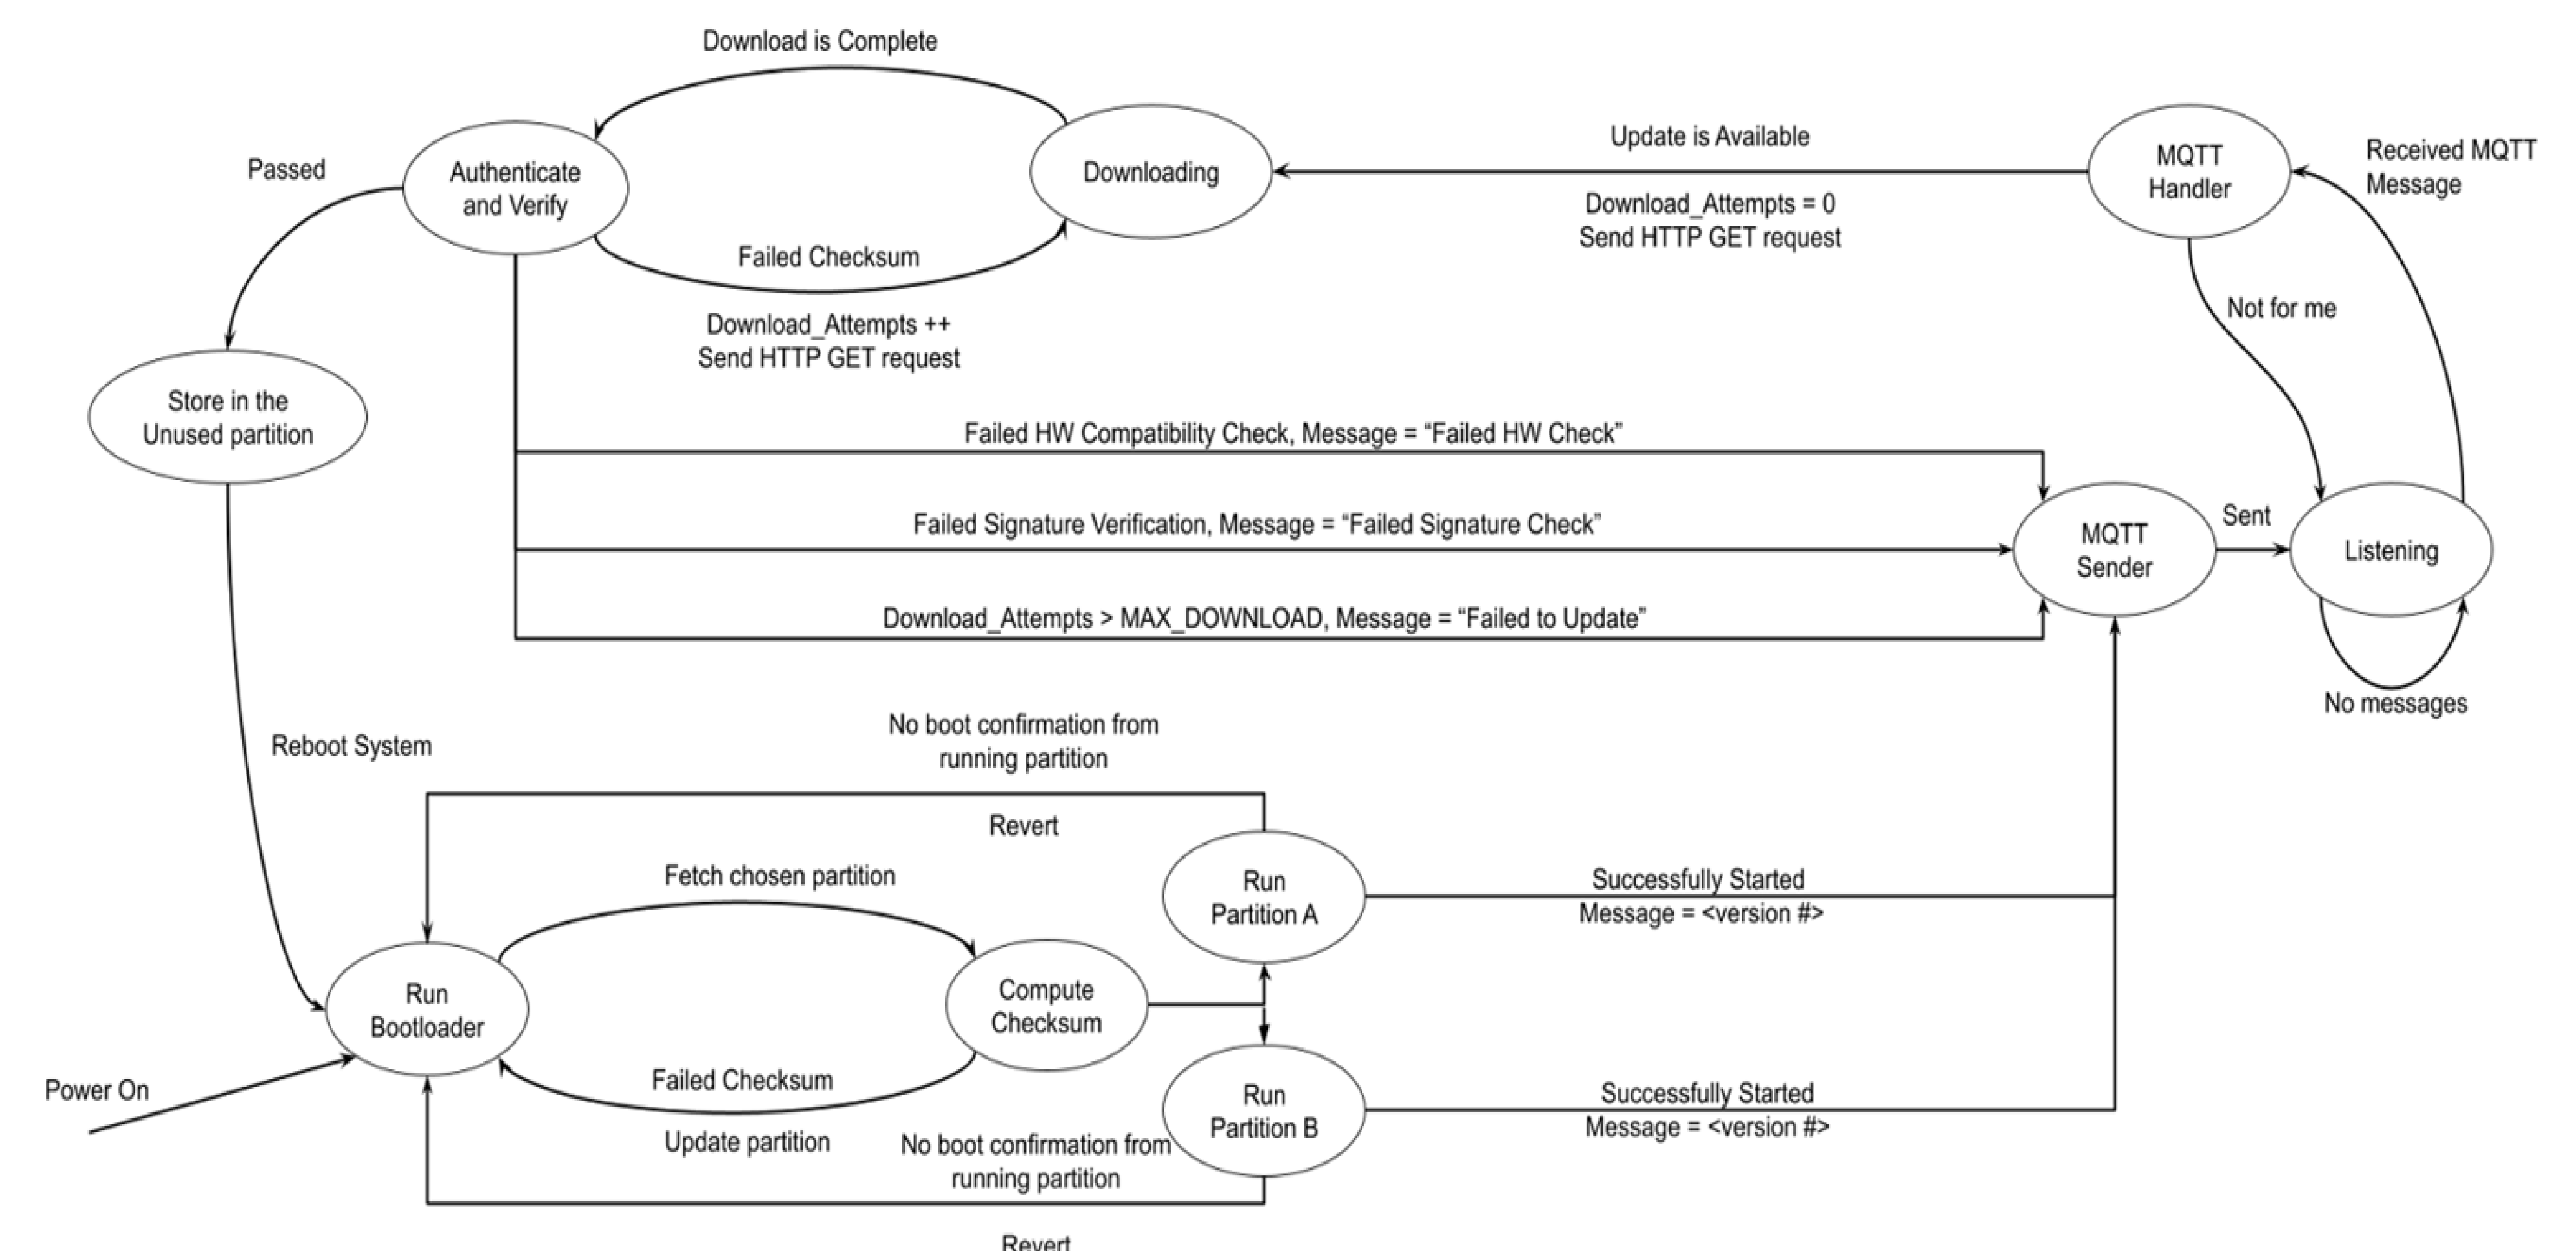 Download is Complete
Update is Available
Received MQTT
Message
MQTT
Handler
Passed
Authenticate
and Verify
Downloading
Download_Attempts = 0
Send HTTP GET request
Failed Checksum
Download_Attempts ++
Send HTTP GET request
Not for me
Store in the
Unused partition
Failed HW Compatibility Check, Message = “Failed HW Check”
Failed Signature Verification, Message = “Failed Signature Check”
MQTT
Sender
Sent
Listening
Download_Attempts > MAX_DOWNLOAD, Message = “Failed to Update”
No messages
Reboot System
No boot confirmation from
running partition
Revert
Fetch chosen partition
Run
Partition A
Successfully Started
Message = <version #>
Run
Bootloader
Compute
Checksum
Power On
Failed Checksum
Update partition
Run
Partition B
Successfully Started
Message = <version #>
No boot confirmation from
running partition
Revert